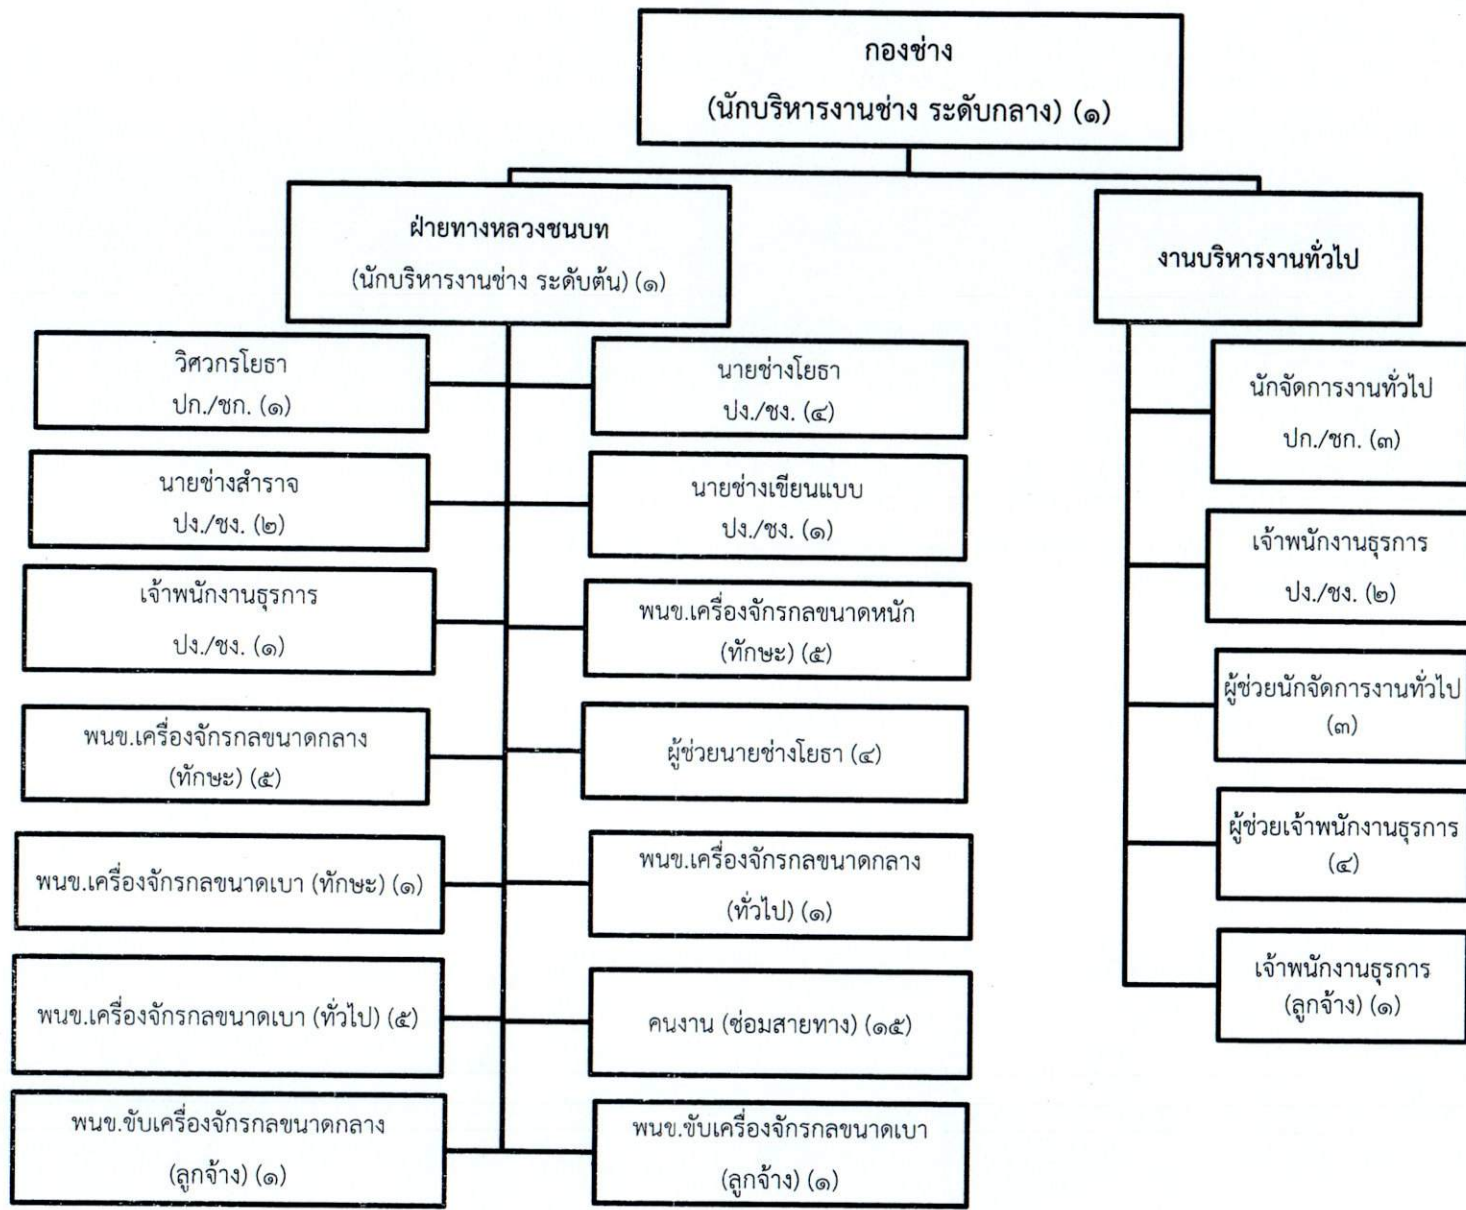 กองช่าง
(นักบริหารงานช่าง ระดับกลาง) (๑)
ฝ่ายทางหลวงชนบท
(นักบริหารงานช่าง ระดับต้น) (๑)
วิศวกรโยธา
ปก./ชก. (๑)
นายช่างโยธา
ปง./ชง. (๔)
นายช่างสำราจ
ปง./ชง. (๒)
นายช่างเขียนแบบ
ปง./ชง. (๑)
เจ้าพนักงานธุรการ
ปง./ชง. (๑)
พนข.เครื่องจักรกลขนาดหนัก
(ทักษะ) (๕)
พนข.เครื่องจักรกลขนาดกลาง
(ทักษะ) (๕)
ผู้ช่วยนายช่างโยธา (๔)
พนข.เครื่องจักรกลขนาดเบา (ทักษะ) (๑)
พนข.เครื่องจักรกลขนาดกลาง
(ทั่วไป) (๑)
พนข.เครื่องจักรกลขนาดเบา (ทั่วไป) (๕)
คนงาน (ซ่อมสายทาง) (๑๕)
พนข.ขับเครื่องจักรกลขนาดกลาง
(ลูกจ้าง) (๑)
พนข.ขับเครื่องจักรกลขนาดเบา
(ลูกจ้าง) (๑)
งานบริหารงานทั่วไป
นักจัดการงานทั่วไป
ปก./ชก. (๓)
เจ้าพนักงานธุรการ
ปง./ชง. (๒)
ผู้ช่วยนักจัดการงานทั่วไป
(๓)
ผู้ช่วยเจ้าพนักงานธุรการ
(๔)
เจ้าพนักงานธุรการ
(ลูกจ้าง) (๑)